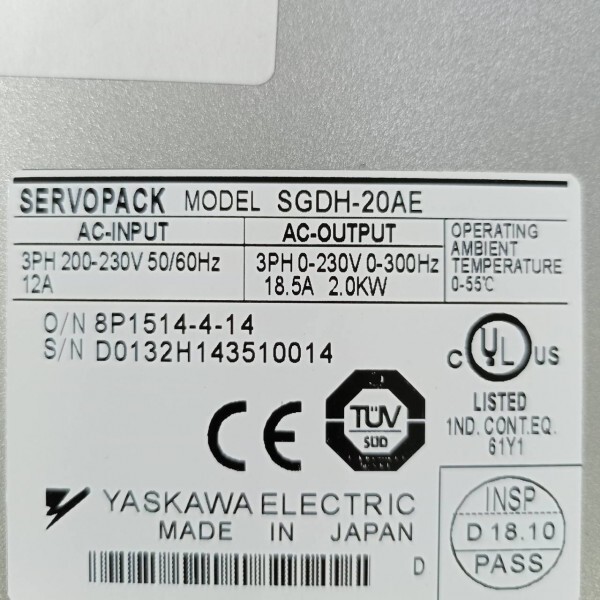 SERVOPACK MODEL SGDH-20AE
AC-INPUT
3PH 200-230V 50/60Hz
12A
AC-OUTPUT
3PH 0-230V 0-300Hz
18.5A 2.0KW
OPERATING
AMBIENT
TEMPERATURE
0-55℃
O/N 8P1514-4-14
S/N D0132H143510014
CE
TÜV
SÜD
C UL US
LISTED
1ND. CONT.EQ.
61Y1
YASKAWA ELECTRIC
MADE IN JAPAN
D
INSP
D 18.10
PASS